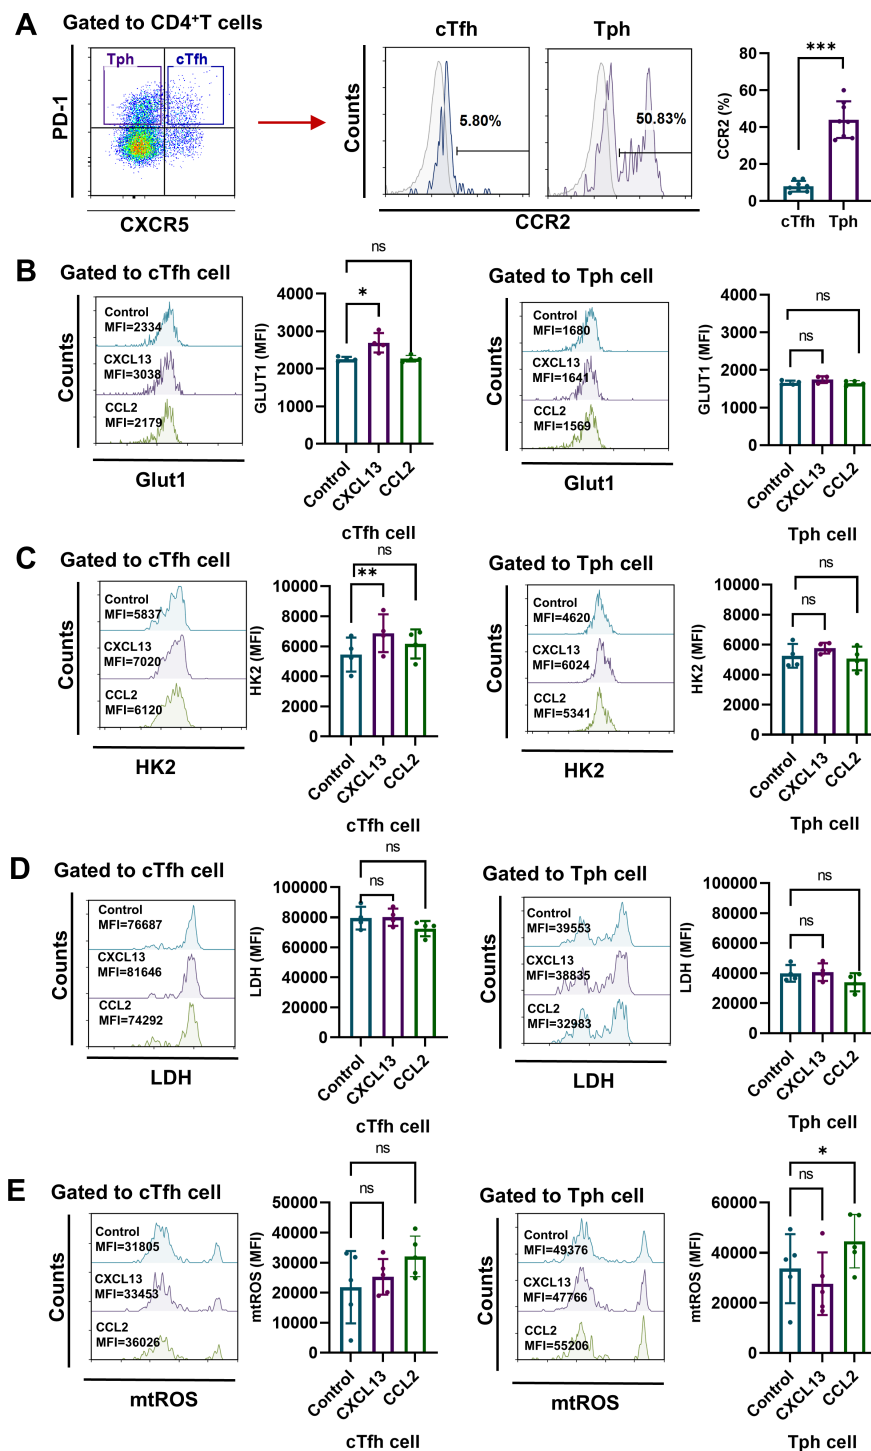 A
Gated to CD4⁺T cells
PD-1
Tph
cTfh
CXCR5
cTfh
Tph
Counts
5.80%
50.83%
CCR2
CCR2 (%)
80
60
40
20
0
***
cTfh
Tph
B
Gated to cTfh cell
Counts
Control
MFI=2334
CXCL13
MFI=3038
CCL2
MFI=2179
Glut1
GLUT1 (MFI)
4000
3000
2000
1000
0
ns
*
Control
CXCL13
CCL2
cTfh cell
Gated to Tph cell
Counts
Control
MFI=1680
CXCL13
MFI=1641
CCL2
MFI=1569
Glut1
GLUT1 (MFI)
4000
3000
2000
1000
0
ns
ns
Control
CXCL13
CCL2
Tph cell
C
Gated to cTfh cell
Counts
Control
MFI=5837
CXCL13
MFI=7020
CCL2
MFI=6120
HK2
HK2 (MFI)
10000
8000
6000
4000
2000
0
ns
**
Control
CXCL13
CCL2
cTfh cell
Gated to Tph cell
Counts
Control
MFI=4620
CXCL13
MFI=6024
CCL2
MFI=5341
HK2
HK2 (MFI)
10000
8000
6000
4000
2000
0
ns
ns
Control
CXCL13
CCL2
Tph cell
D
Gated to cTfh cell
Counts
Control
MFI=76687
CXCL13
MFI=81646
CCL2
MFI=74292
LDH
LDH (MFI)
100000
80000
60000
40000
20000
0
ns
ns
Control
CXCL13
CCL2
cTfh cell
Gated to Tph cell
Counts
Control
MFI=39553
CXCL13
MFI=38835
CCL2
MFI=32983
LDH
LDH (MFI)
100000
80000
60000
40000
20000
0
ns
ns
Control
CXCL13
CCL2
Tph cell
E
Gated to cTfh cell
Counts
Control
MFI=31805
CXCL13
MFI=33453
CCL2
MFI=36026
mtROS
mtROS (MFI)
50000
40000
30000
20000
10000
0
ns
ns
Control
CXCL13
CCL2
cTfh cell
Gated to Tph cell
Counts
Control
MFI=49376
CXCL13
MFI=47766
CCL2
MFI=55206
mtROS
mtROS (MFI)
60000
40000
20000
0
*
ns
Control
CXCL13
CCL2
Tph cell